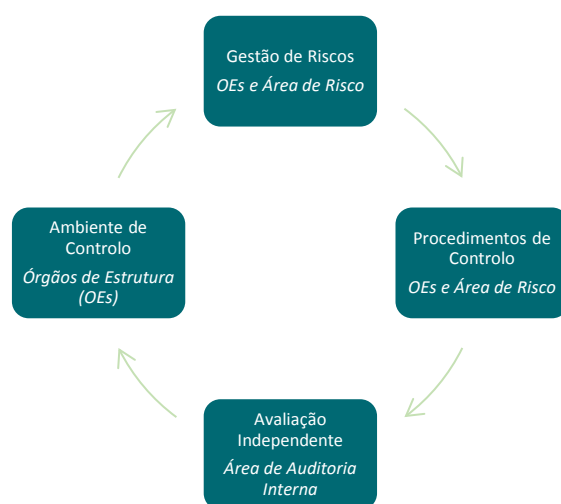 Gestão de Riscos
OEs e Área de Risco
Ambiente de
Controlo
Órgãos de Estrutura
(OEs)
Procedimentos de
Controlo
OEs e Área de Risco
Avaliação
Independente
Área de Auditoria
Interna